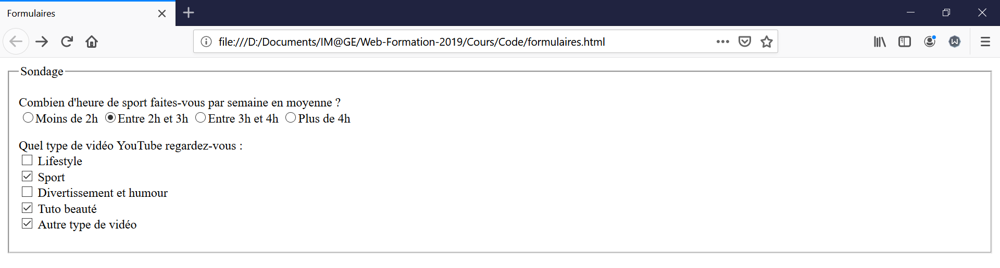 Formulaires
file:///D:/Documents/IM@GE/Web-Formation-2019/Cours/Code/formulaires.html
Sondage
Combien d'heure de sport faites-vous par semaine en moyenne ?
Moins de 2h Entre 2h et 3h Entre 3h et 4h Plus de 4h
Quel type de vidéo YouTube regardez-vous :
Lifestyle
Sport
Divertissement et humour
Tuto beauté
Autre type de vidéo